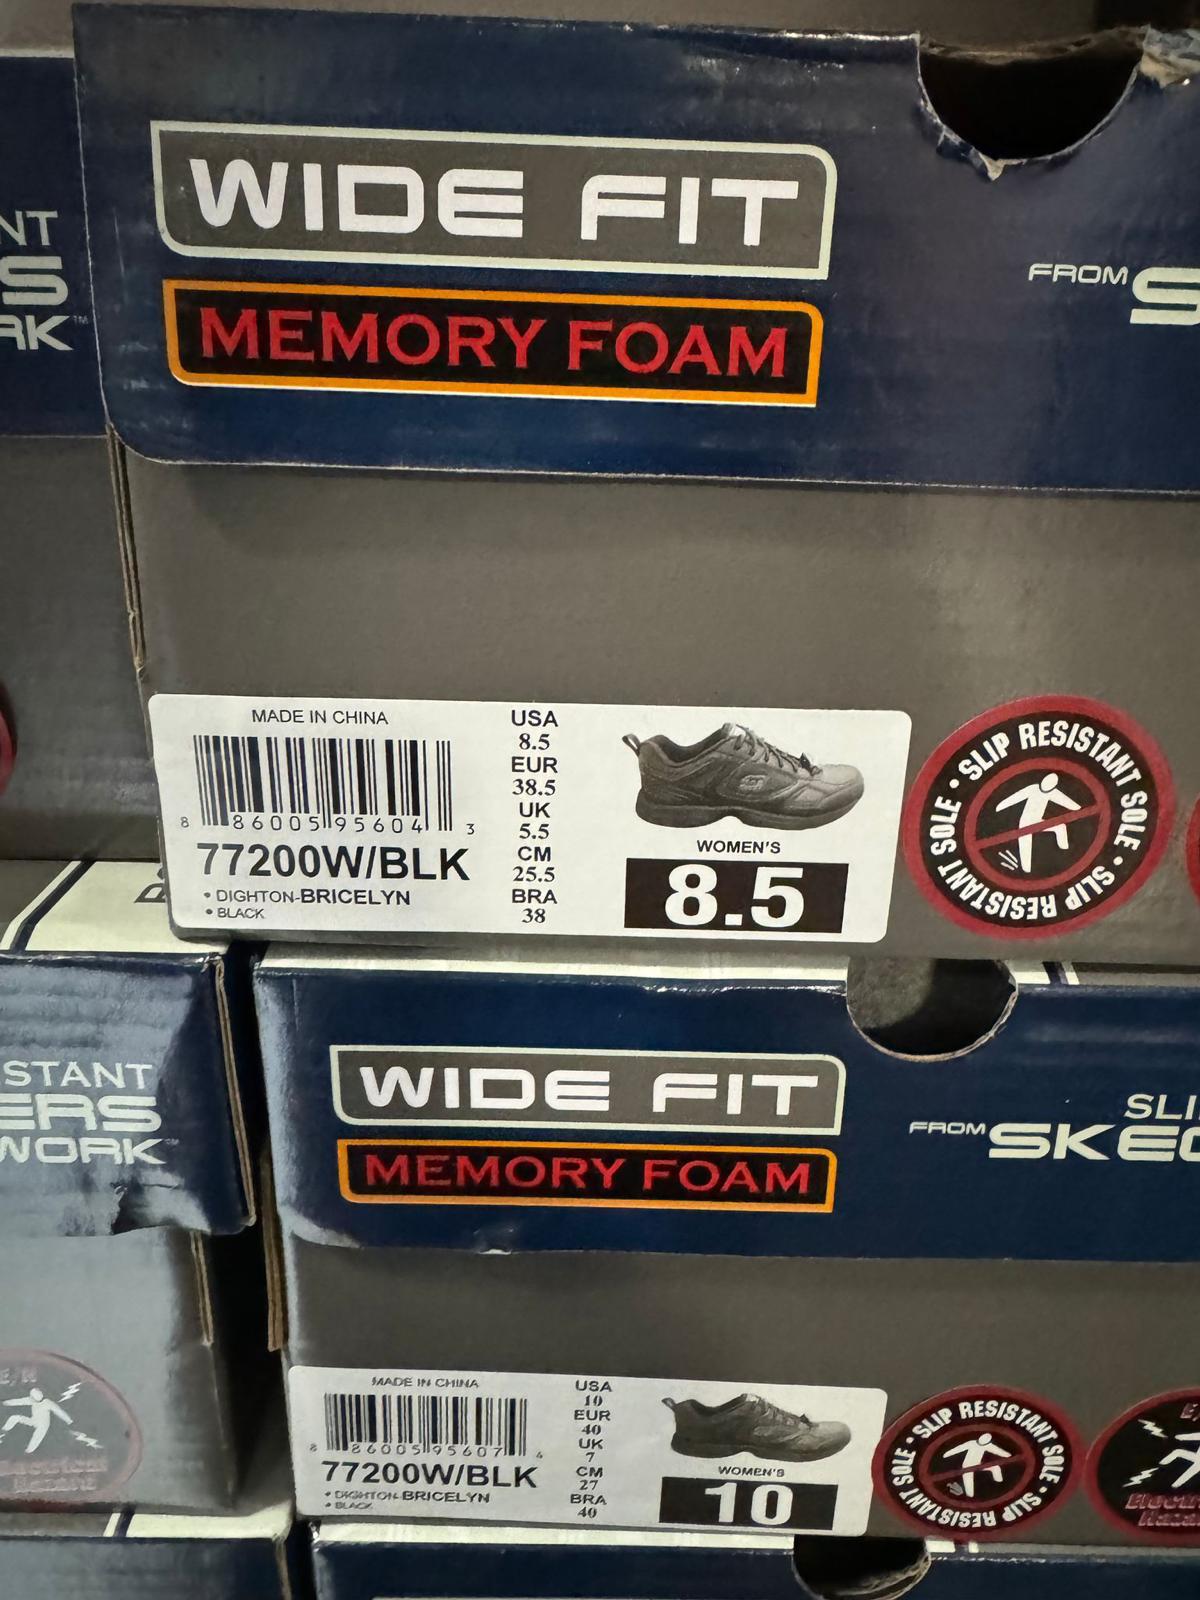 WIDE FIT
MEMORY FOAM
FROM
MADE IN CHINA
8 86005 95604 3
77200W/BLK
• DIGHTON-BRICELYN
• BLACK
USA
8.5
EUR
38.5
UK
5.5
CM
25.5
BRA
38
WOMEN'S
8.5
SLIP RESISTANT SOLE • SLIP RESISTANT SOLE •
WORK™
WIDE FIT
MEMORY FOAM
FROM
MADE IN CHINA
8 86005 95607 4
77200W/BLK
• DIGHTON-BRICELYN
• BLACK
USA
10
EUR
40
UK
7
CM
27
BRA
40
WOMEN'S
10
SLIP RESISTANT SOLE • SLIP RESISTANT SOLE •